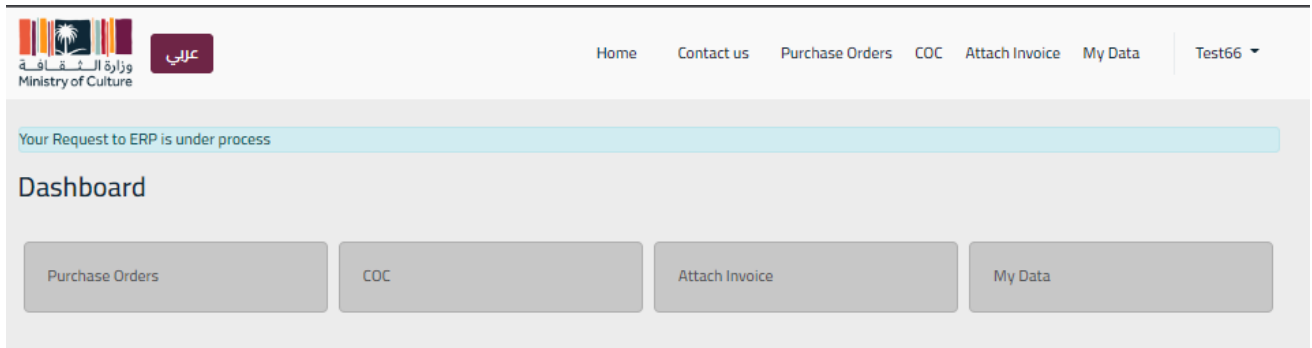 وزارة الـثـقـافـة
Ministry of Culture
عربي
Home Contact us Purchase Orders COC Attach Invoice My Data Test66
Your Request to ERP is under process
Dashboard
Purchase Orders COC Attach Invoice My Data